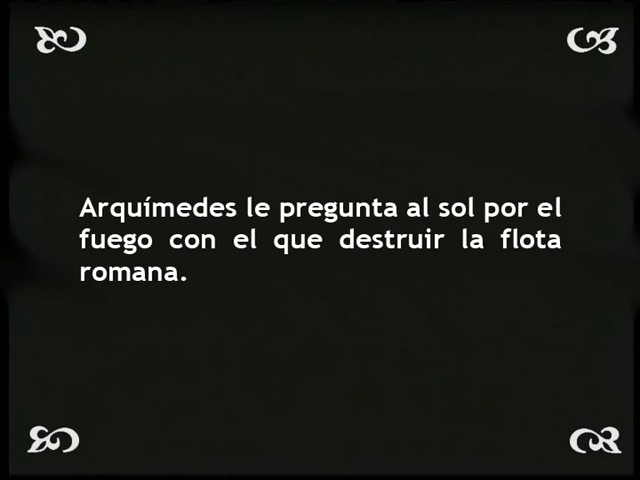 Arquímedes le pregunta al sol por el
fuego con el que destruir la flota
romana.